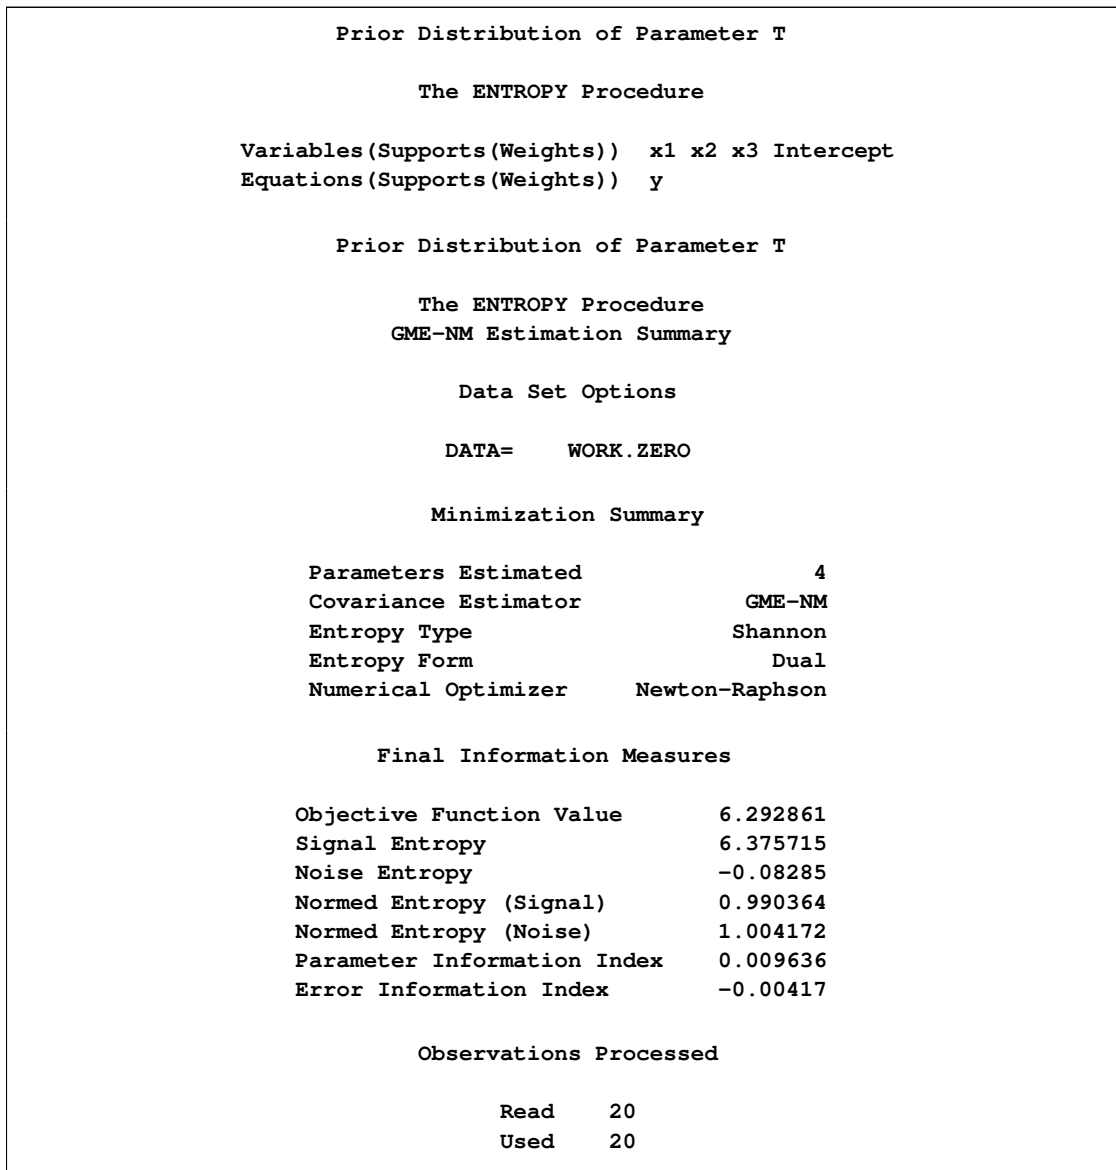 Prior Distribution of Parameter T
The ENTROPY Procedure
Variables(Supports(Weights)) x1 x2 x3 Intercept
Equations(Supports(Weights)) y
Prior Distribution of Parameter T
The ENTROPY Procedure
GME-NM Estimation Summary
Data Set Options
DATA= WORK.ZERO
Minimization Summary
Parameters Estimated 4
Covariance Estimator GME-NM
Entropy Type Shannon
Entropy Form Dual
Numerical Optimizer Newton-Raphson
Final Information Measures
Objective Function Value 6.292861
Signal Entropy 6.375715
Noise Entropy -0.08285
Normed Entropy (Signal) 0.990364
Normed Entropy (Noise) 1.004172
Parameter Information Index 0.009636
Error Information Index -0.00417
Observations Processed
Read 20
Used 20